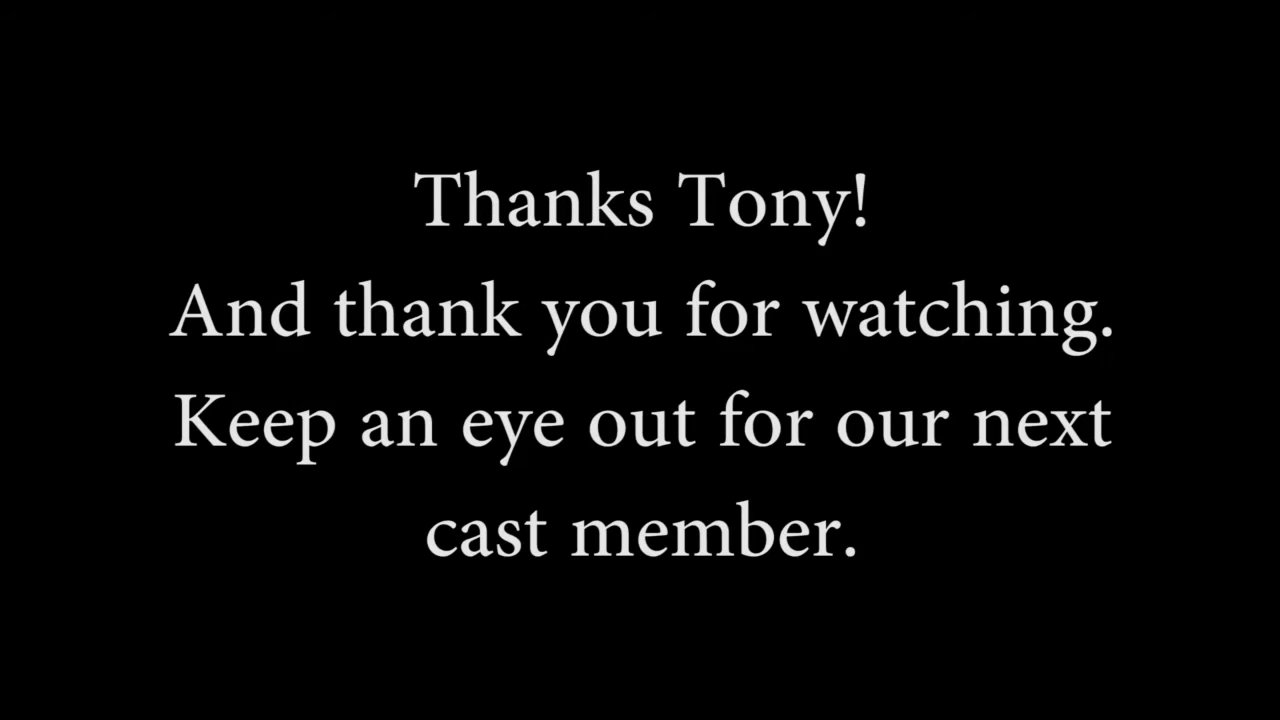 Thanks Tony!
And thank you for watching.
Keep an eye out for our next
cast member.